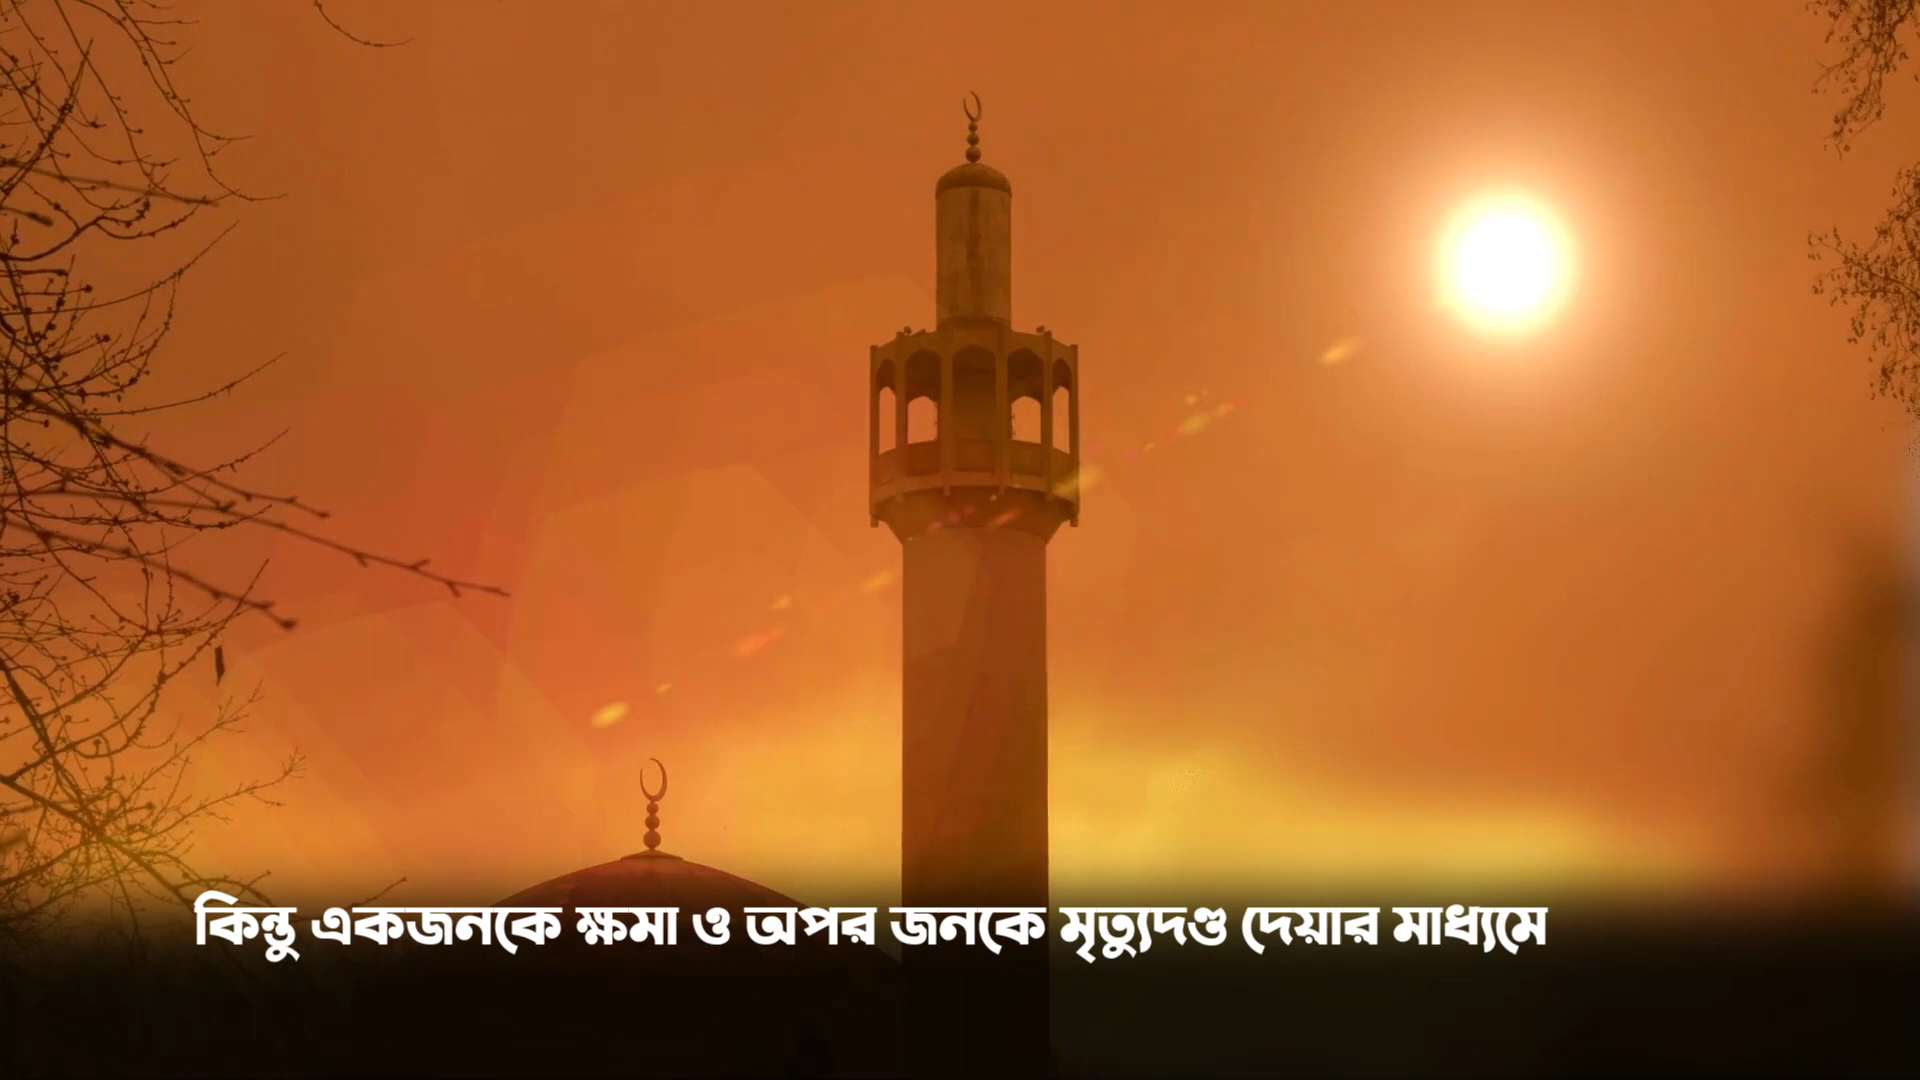 কিন্তু একজনকে ক্ষমা ও অপর জনকে মৃত্যুদণ্ড দেয়ার মাধ্যমে